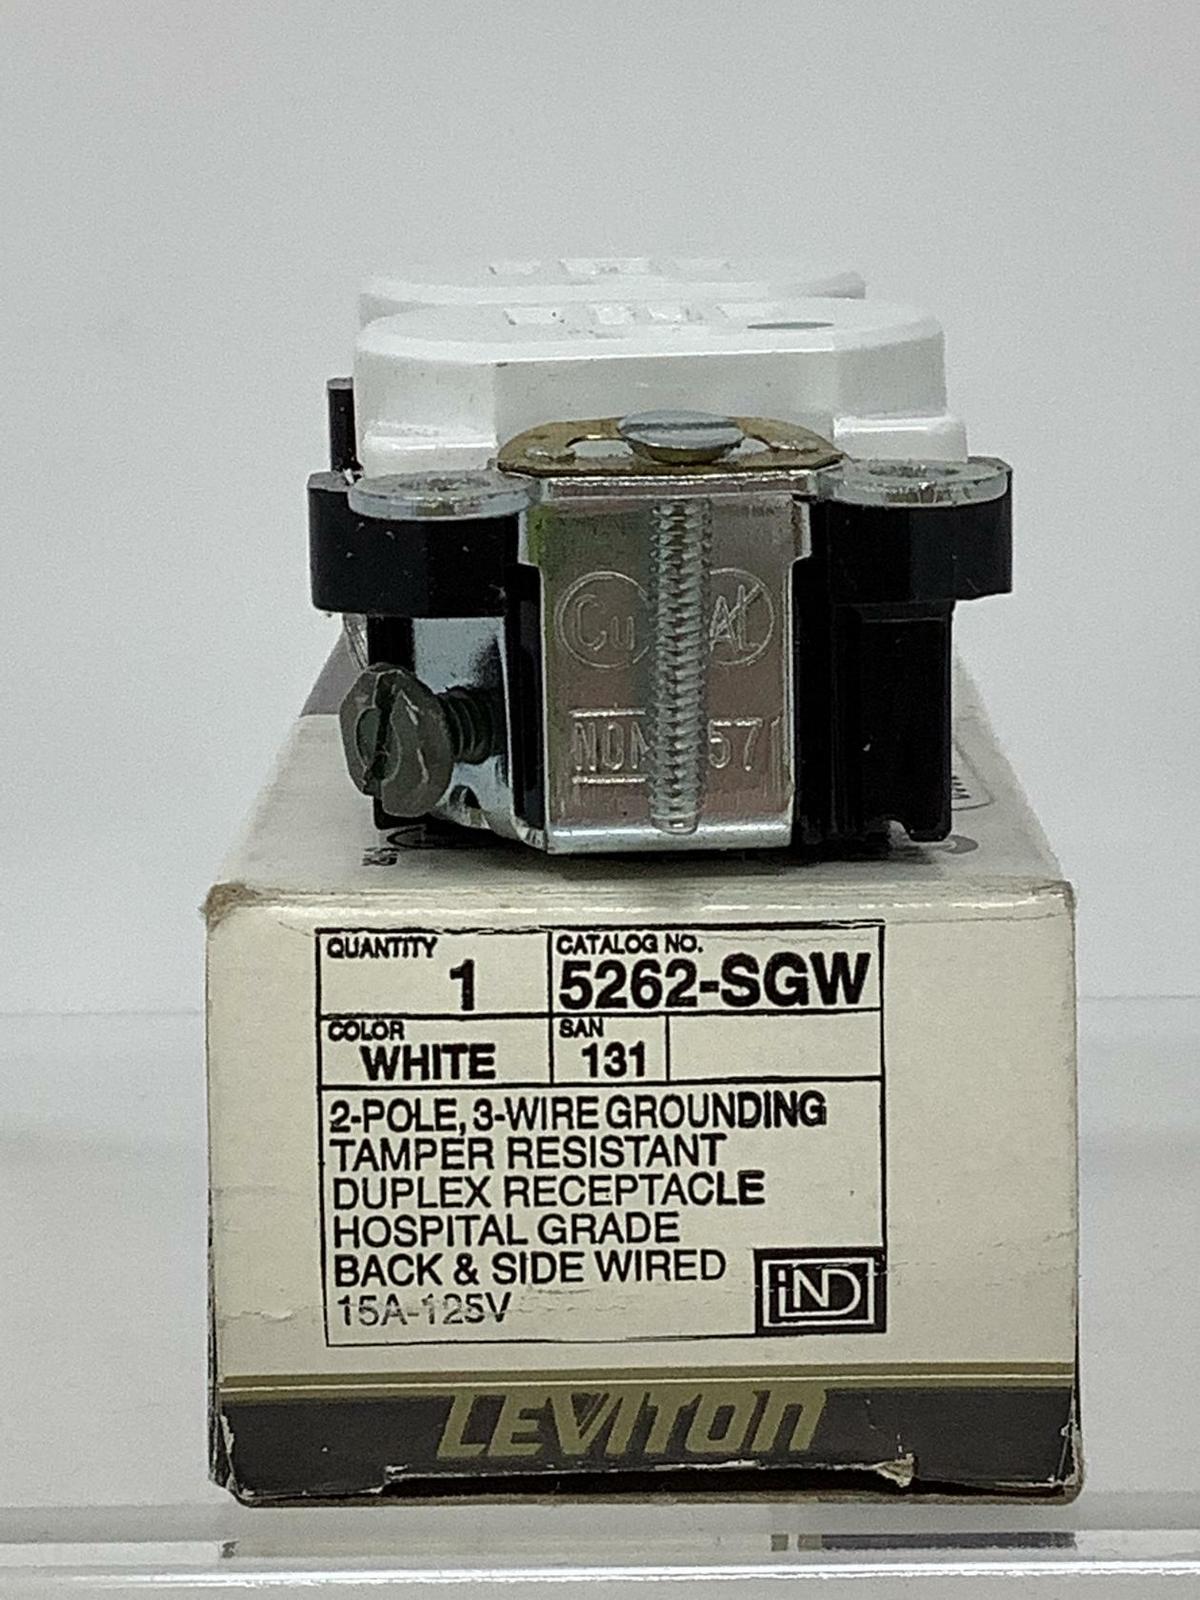 Cu AL
NOM 57
QUANTITY
1
CATALOG NO.
5262-SGW
COLOR
WHITE
SAN
131
2-POLE, 3-WIRE GROUNDING
TAMPER RESISTANT
DUPLEX RECEPTACLE
HOSPITAL GRADE
BACK & SIDE WIRED
15A-125V
IND
LEVITON